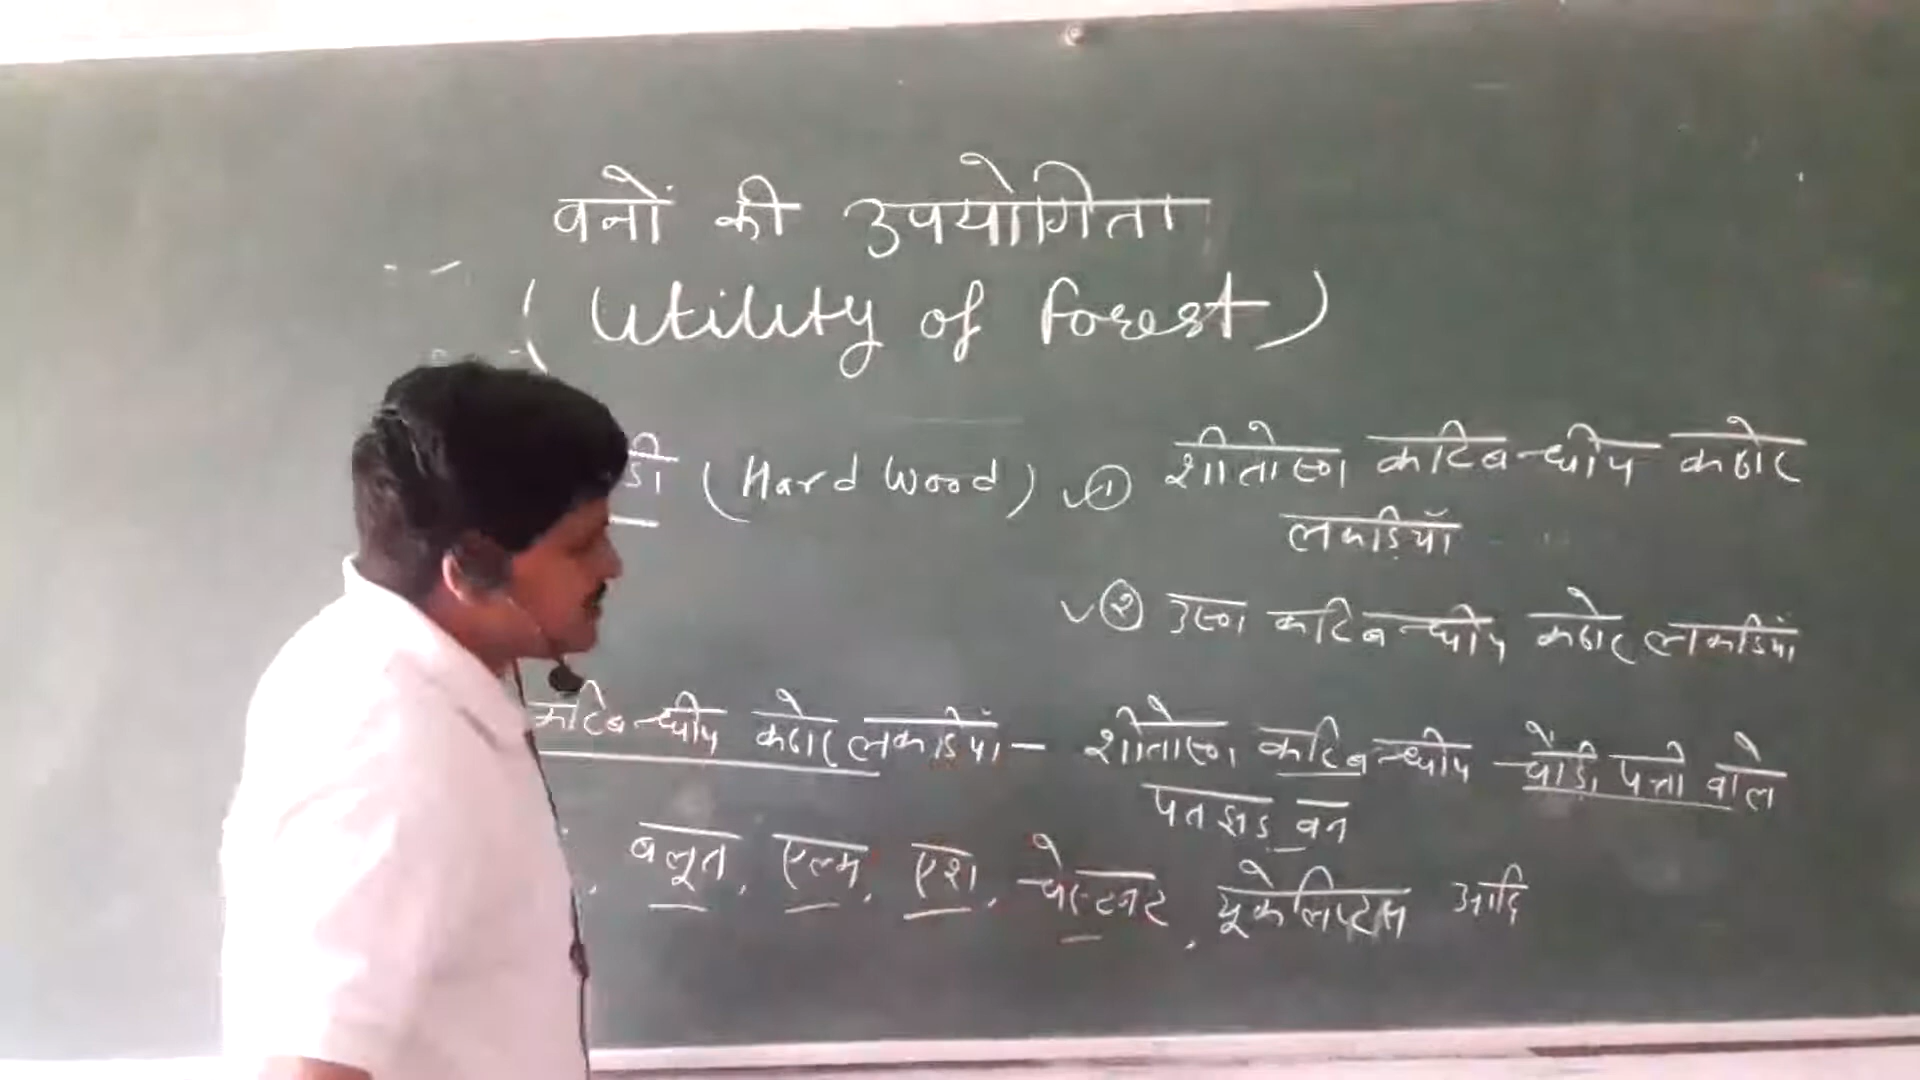 वनों की उपयोगिता
(Utility of Forest)
(Hard Wood) ① शीतोष्ण कटिबन्धीय कठोर
लकड़ियाँ
② उष्ण कटिबन्धीय कठोर लकडियां
कटिबन्धीय कठोर लकडियां — शीतोष्ण कटिबन्धीय चौडी पत्ती वाले
पतझड वन
बलूत, एल्म, एश, चेस्टनट, यूकेलिप्टस आदि